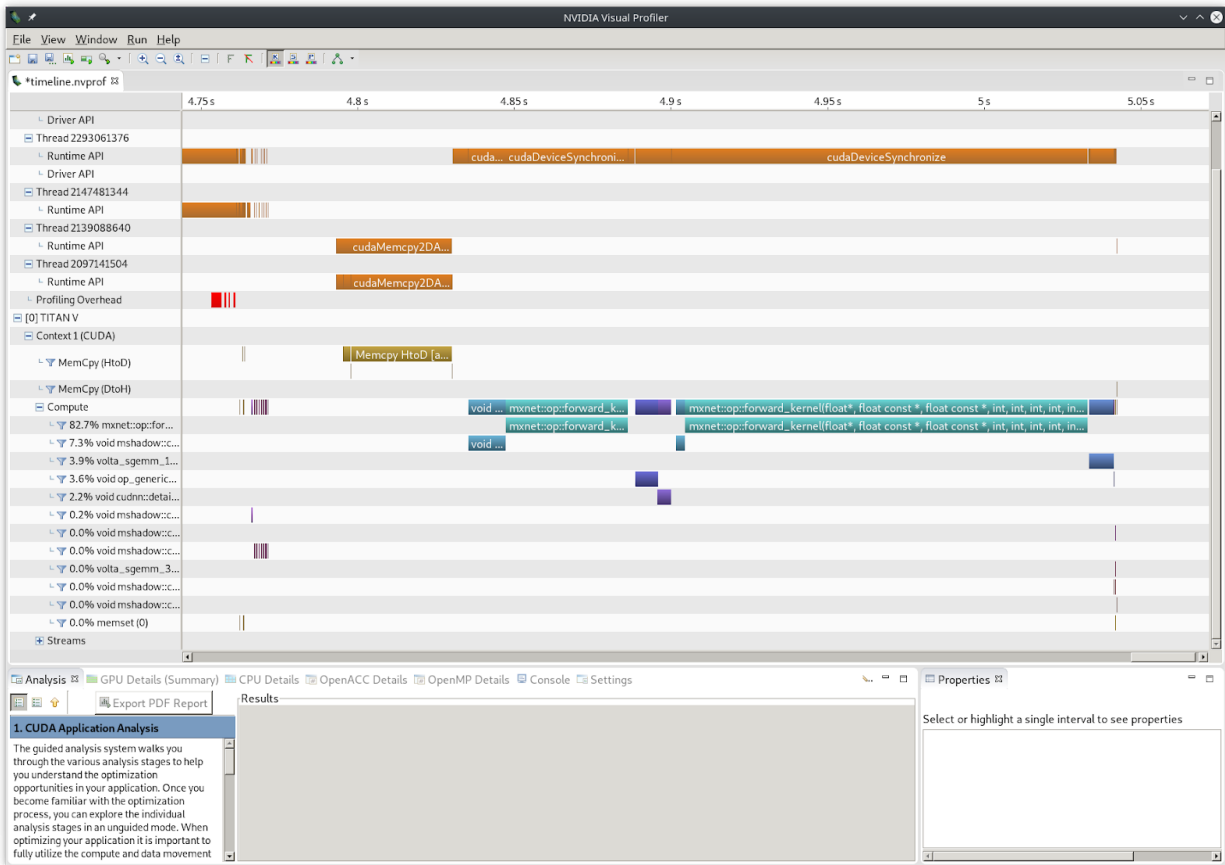 NVIDIA Visual Profiler
File View Window Run Help
*timeline.nvprof
4.75 s 4.8 s 4.85 s 4.9 s 4.95 s 5 s 5.05 s
Driver API
Thread 2293061376
Runtime API cuda... cudaDeviceSynchroni... cudaDeviceSynchronize
Driver API
Thread 2147481344
Runtime API
Thread 2139088640
Runtime API cudaMemcpy2DA...
Thread 2097141504
Runtime API cudaMemcpy2DA...
Profiling Overhead
[0] TITAN V
Context 1 (CUDA)
MemCpy (HtoD) Memcpy HtoD [a...
MemCpy (DtoH)
Compute void ... mxnet::op::forward_k... mxnet::op::forward_kernel(float*, float const *, float const *, int, int, int, int, in...
82.7% mxnet::op::for... mxnet::op::forward_k... mxnet::op::forward_kernel(float*, float const *, float const *, int, int, int, int, in...
7.3% void mshadow::c... void ...
3.9% volta_sgemm_1...
3.6% void op_generic...
2.2% void cudnn::detai...
0.2% void mshadow::c...
0.0% void mshadow::c...
0.0% void mshadow::c...
0.0% volta_sgemm_3...
0.0% void mshadow::c...
0.0% void mshadow::c...
0.0% memset (0)
Streams
Analysis GPU Details (Summary) CPU Details OpenACC Details OpenMP Details Console Settings
Export PDF Report
1. CUDA Application Analysis
The guided analysis system walks you
through the various analysis stages to help
you understand the optimization
opportunities in your application. Once you
become familiar with the optimization
process, you can explore the individual
analysis stages in an unguided mode. When
optimizing your application it is important to
fully utilize the compute and data movement
Results
Properties
Select or highlight a single interval to see properties